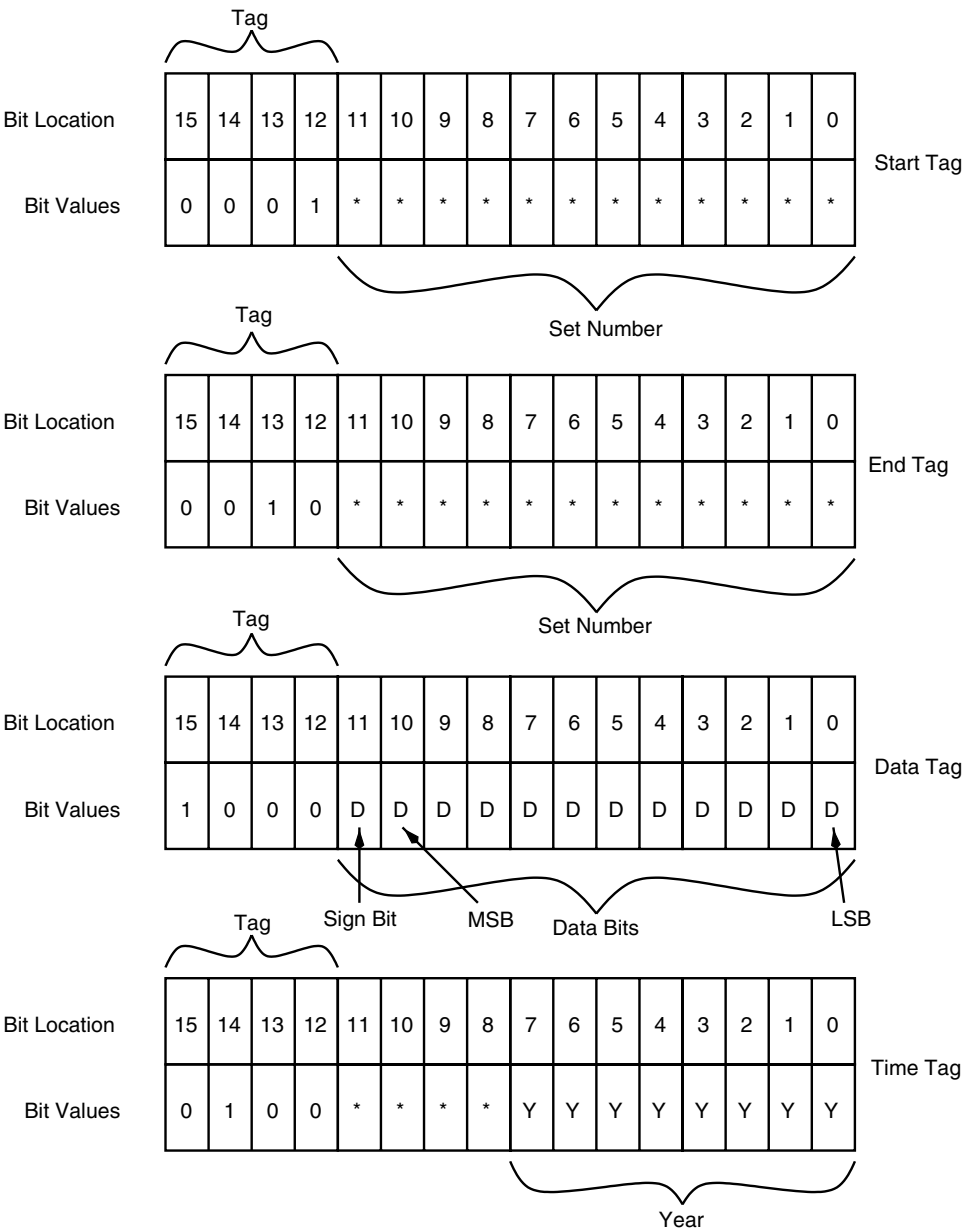 Tag
Bit Location 15 14 13 12 11 10 9 8 7 6 5 4 3 2 1 0
Start Tag
Bit Values 0 0 0 1 * * * * * * * * * * * *
Set Number
Tag
Bit Location 15 14 13 12 11 10 9 8 7 6 5 4 3 2 1 0
End Tag
Bit Values 0 0 1 0 * * * * * * * * * * * *
Set Number
Tag
Bit Location 15 14 13 12 11 10 9 8 7 6 5 4 3 2 1 0
Data Tag
Bit Values 1 0 0 0 D D D D D D D D D D D D
Sign Bit MSB Data Bits LSB
Tag
Bit Location 15 14 13 12 11 10 9 8 7 6 5 4 3 2 1 0
Time Tag
Bit Values 0 1 0 0 * * * * Y Y Y Y Y Y Y Y
Year